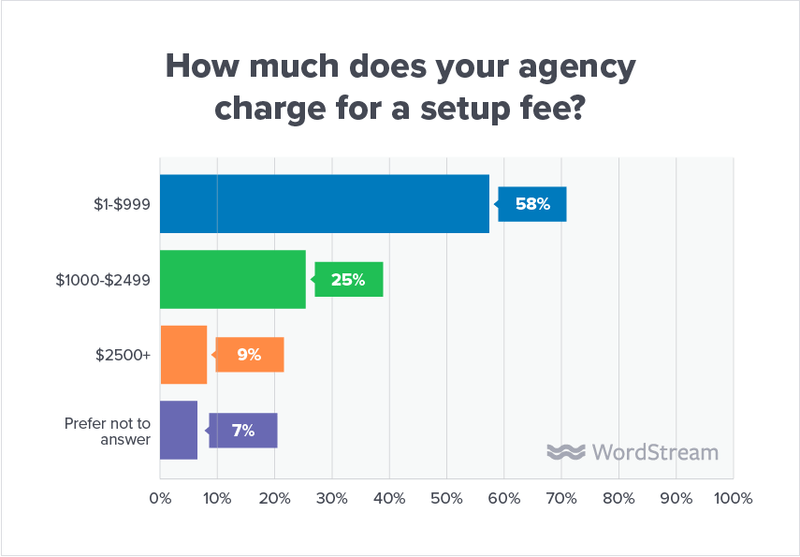 How much does your agency
charge for a setup fee?
$1-$999
58%
$1000-$2499
25%
$2500+
9%
Prefer not to
answer
7%
WordStream
0% 10% 20% 30% 40% 50% 60% 70% 80% 90% 100%